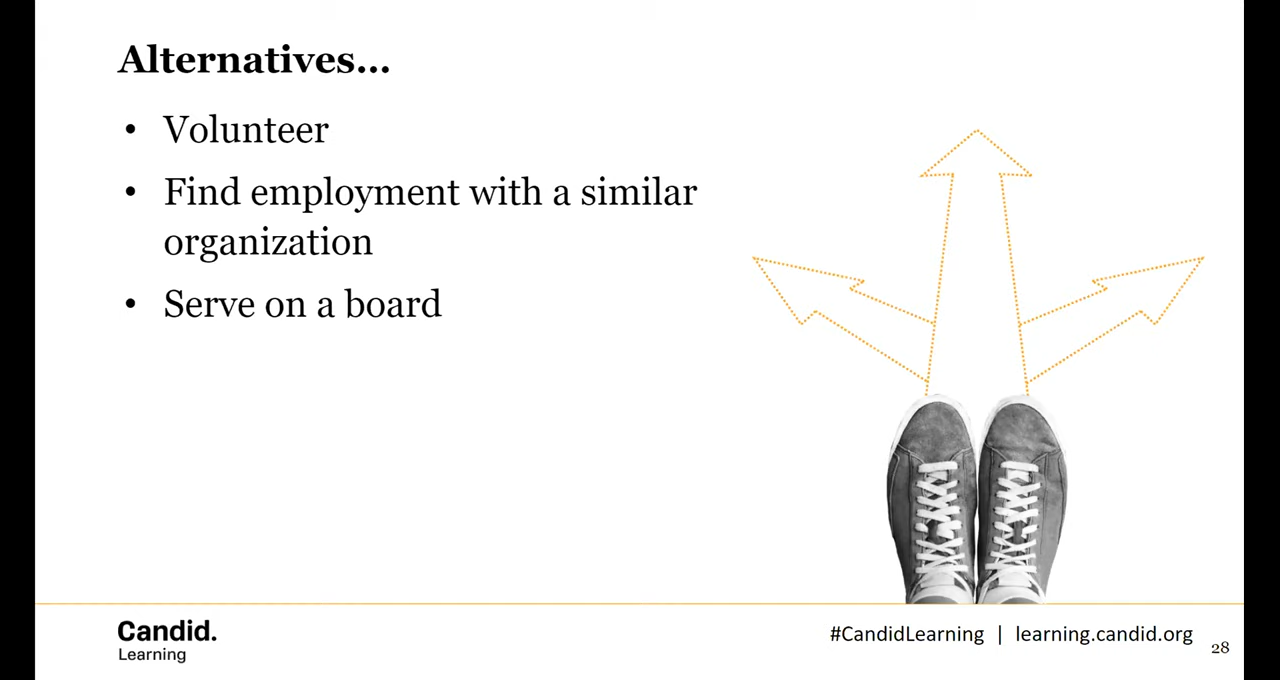 Alternatives...
• Volunteer
• Find employment with a similar
organization
• Serve on a board
Candid.
Learning
#CandidLearning | learning.candid.org
28